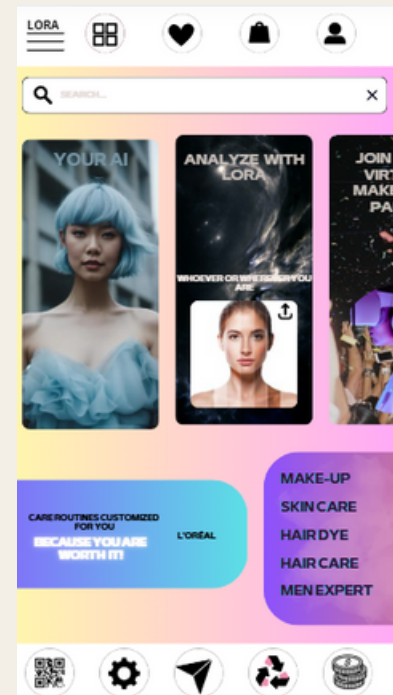 LORA
SEARCH...
YOUR AI
ANALYZE WITH
LORA
WHOEVER OR WHEREVER YOU
ARE
JOIN
VIRT
MAKE
PA
CARE ROUTINES CUSTOMIZED
FOR YOU
BECAUSE YOU ARE
WORTH IT!
L'ORÉAL
MAKE-UP
SKIN CARE
HAIR DYE
HAIR CARE
MEN EXPERT